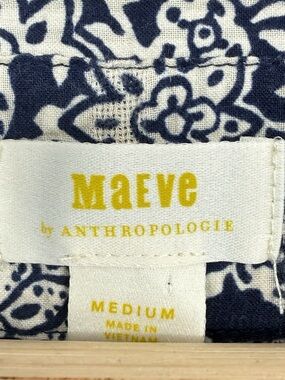 Maeve
by ANTHROPOLOGIE
MEDIUM
MADE IN
VIETNAM